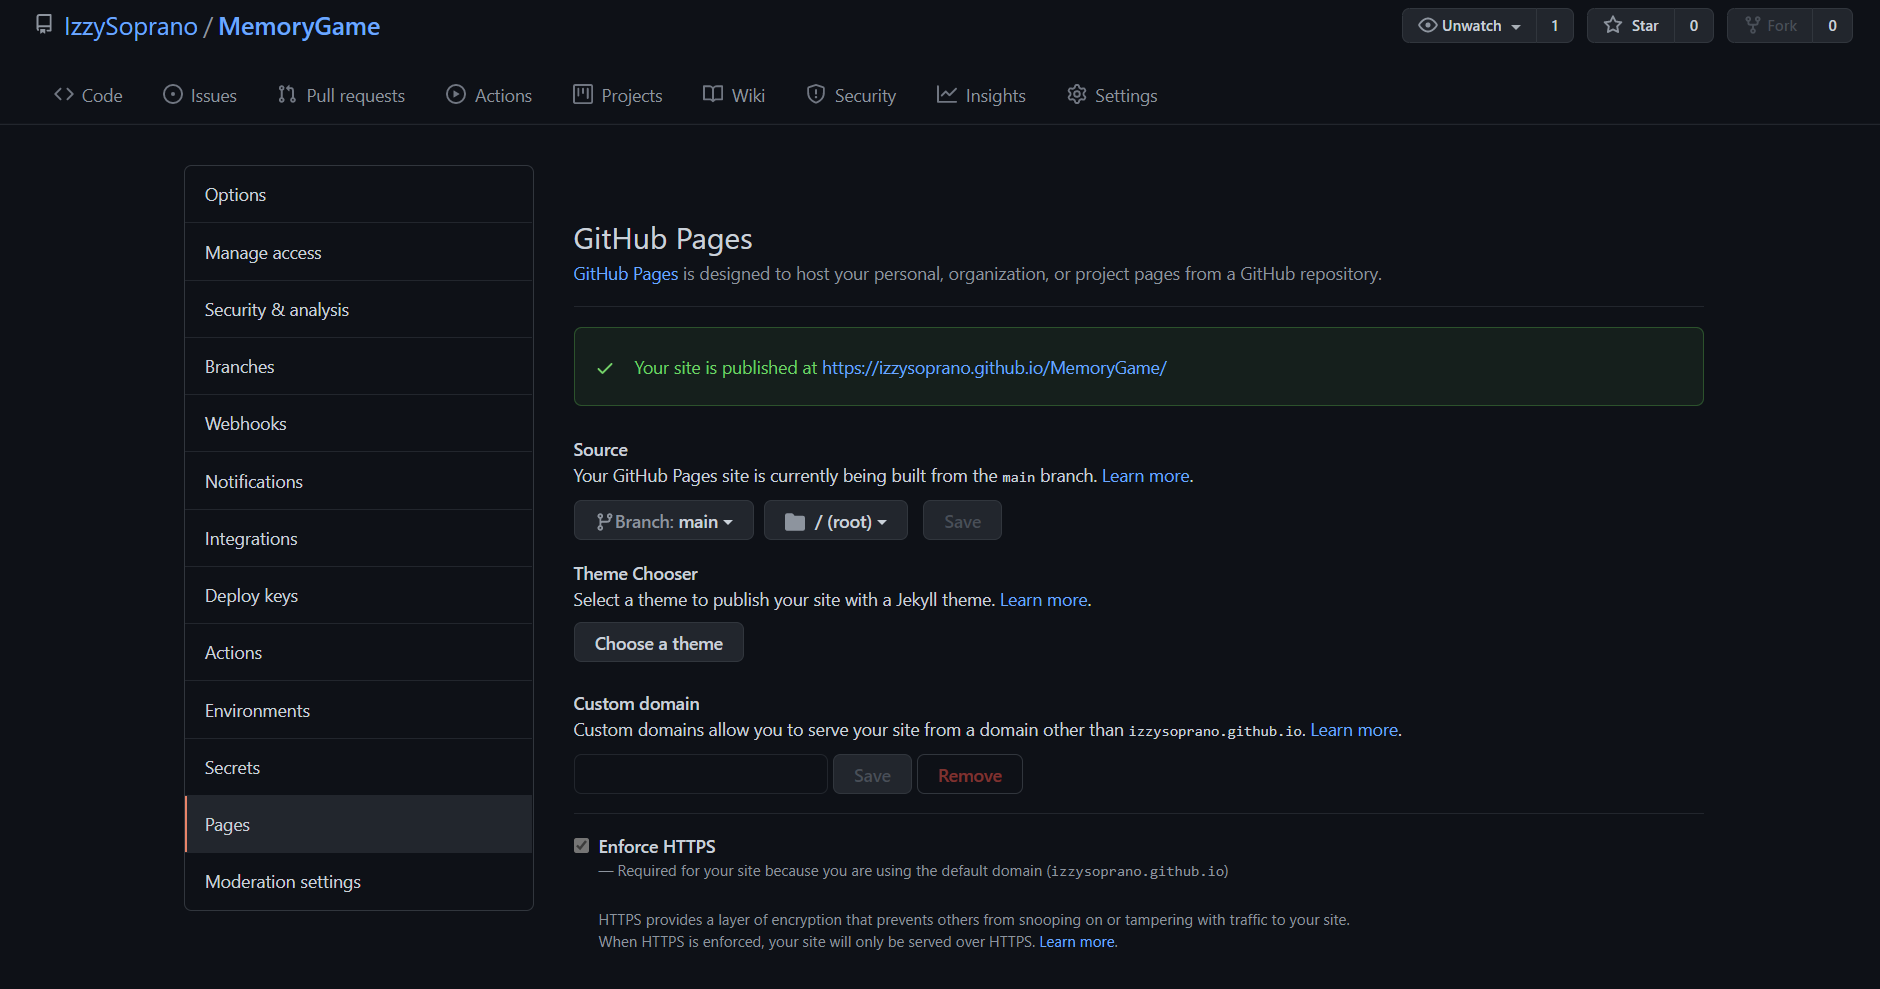 IzzySoprano / MemoryGame
Unwatch 1 Star 0 Fork 0
Code Issues Pull requests Actions Projects Wiki Security Insights Settings
Options
Manage access
Security & analysis
Branches
Webhooks
Notifications
Integrations
Deploy keys
Actions
Environments
Secrets
Pages
Moderation settings
GitHub Pages
GitHub Pages is designed to host your personal, organization, or project pages from a GitHub repository.
Your site is published at https://izzysoprano.github.io/MemoryGame/
Source
Your GitHub Pages site is currently being built from the main branch. Learn more.
Branch: main / (root) Save
Theme Chooser
Select a theme to publish your site with a Jekyll theme. Learn more.
Choose a theme
Custom domain
Custom domains allow you to serve your site from a domain other than izzysoprano.github.io. Learn more.
Save Remove
Enforce HTTPS
— Required for your site because you are using the default domain (izzysoprano.github.io)
HTTPS provides a layer of encryption that prevents others from snooping on or tampering with traffic to your site.
When HTTPS is enforced, your site will only be served over HTTPS. Learn more.